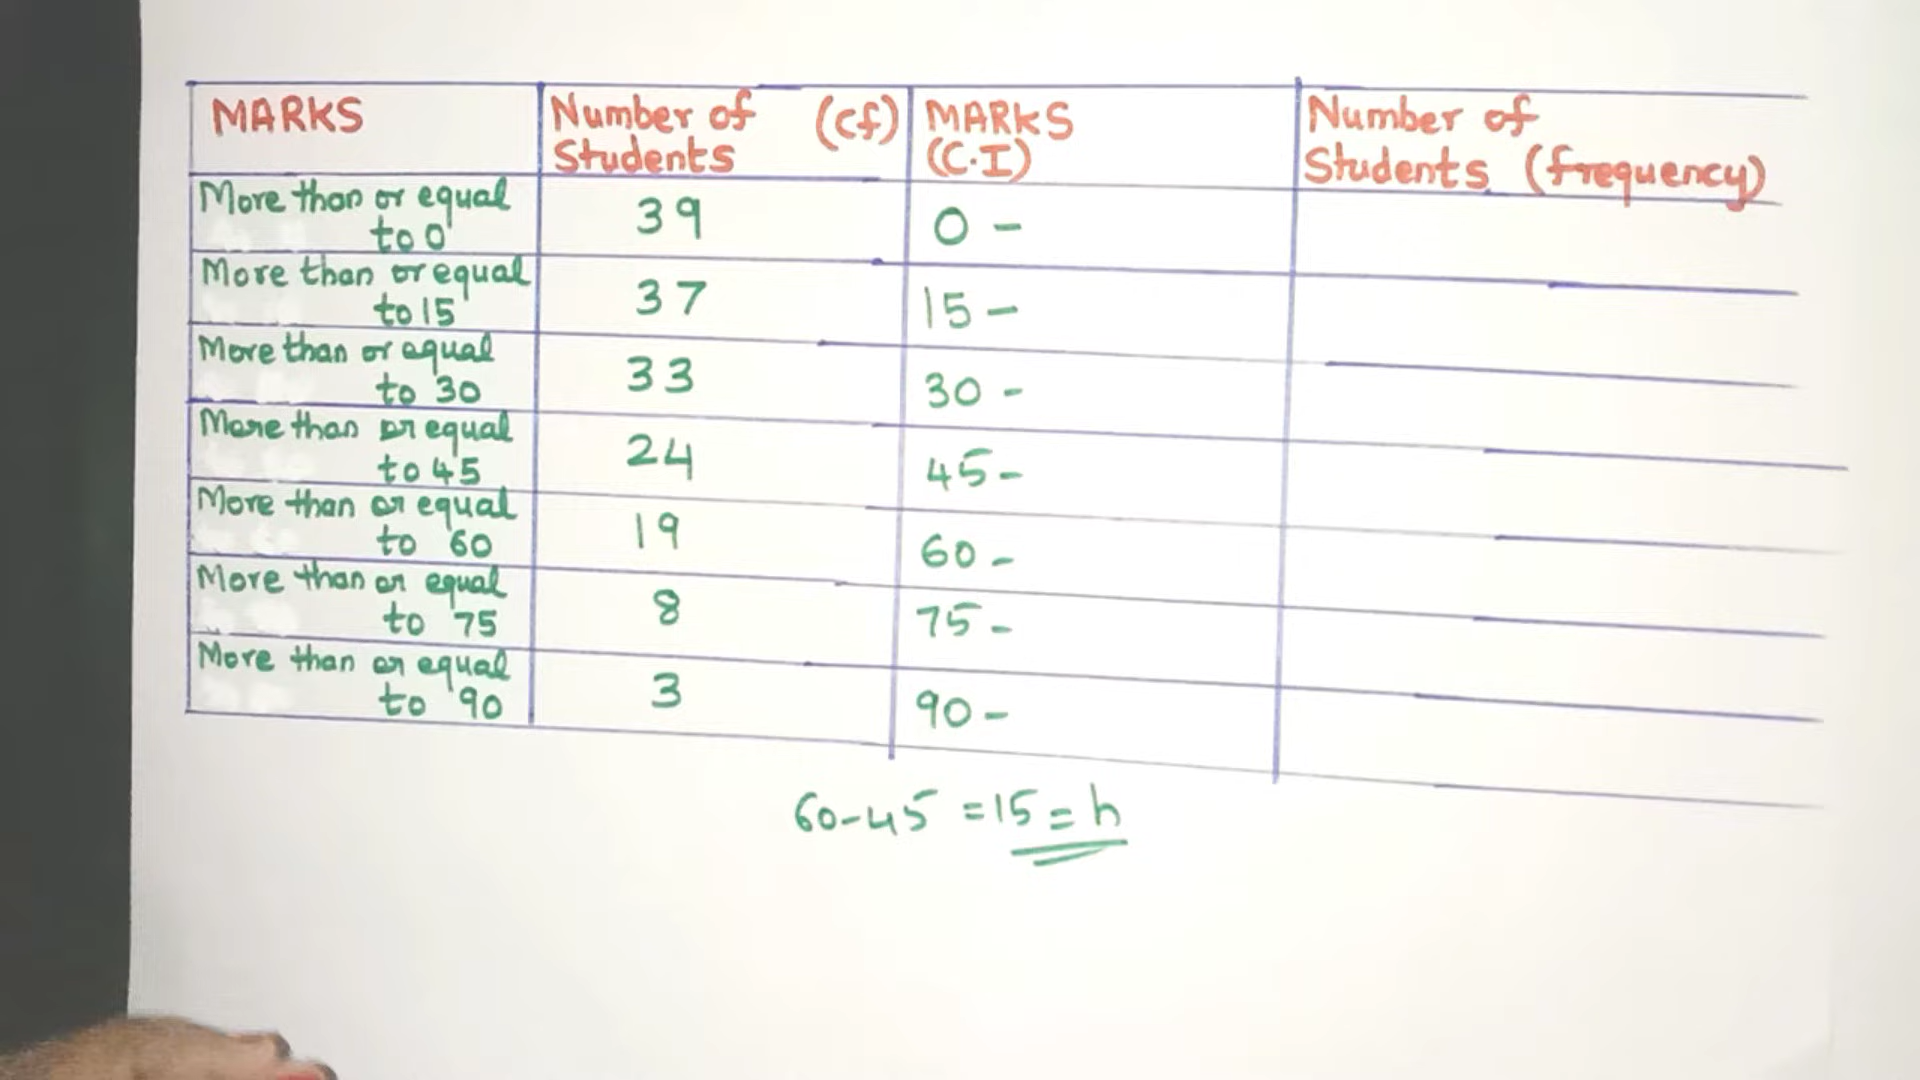 MARKS
Number of (cf)
Students
MARKS
(C.I)
Number of
Students (frequency)
More than or equal
to 0
39
0 -
More than or equal
to 15
37
15 -
More than or equal
to 30
33
30 -
More than or equal
to 45
24
45 -
More than or equal
to 60
19
60 -
More than or equal
to 75
8
75 -
More than or equal
to 90
3
90 -
60-45 = 15 = h